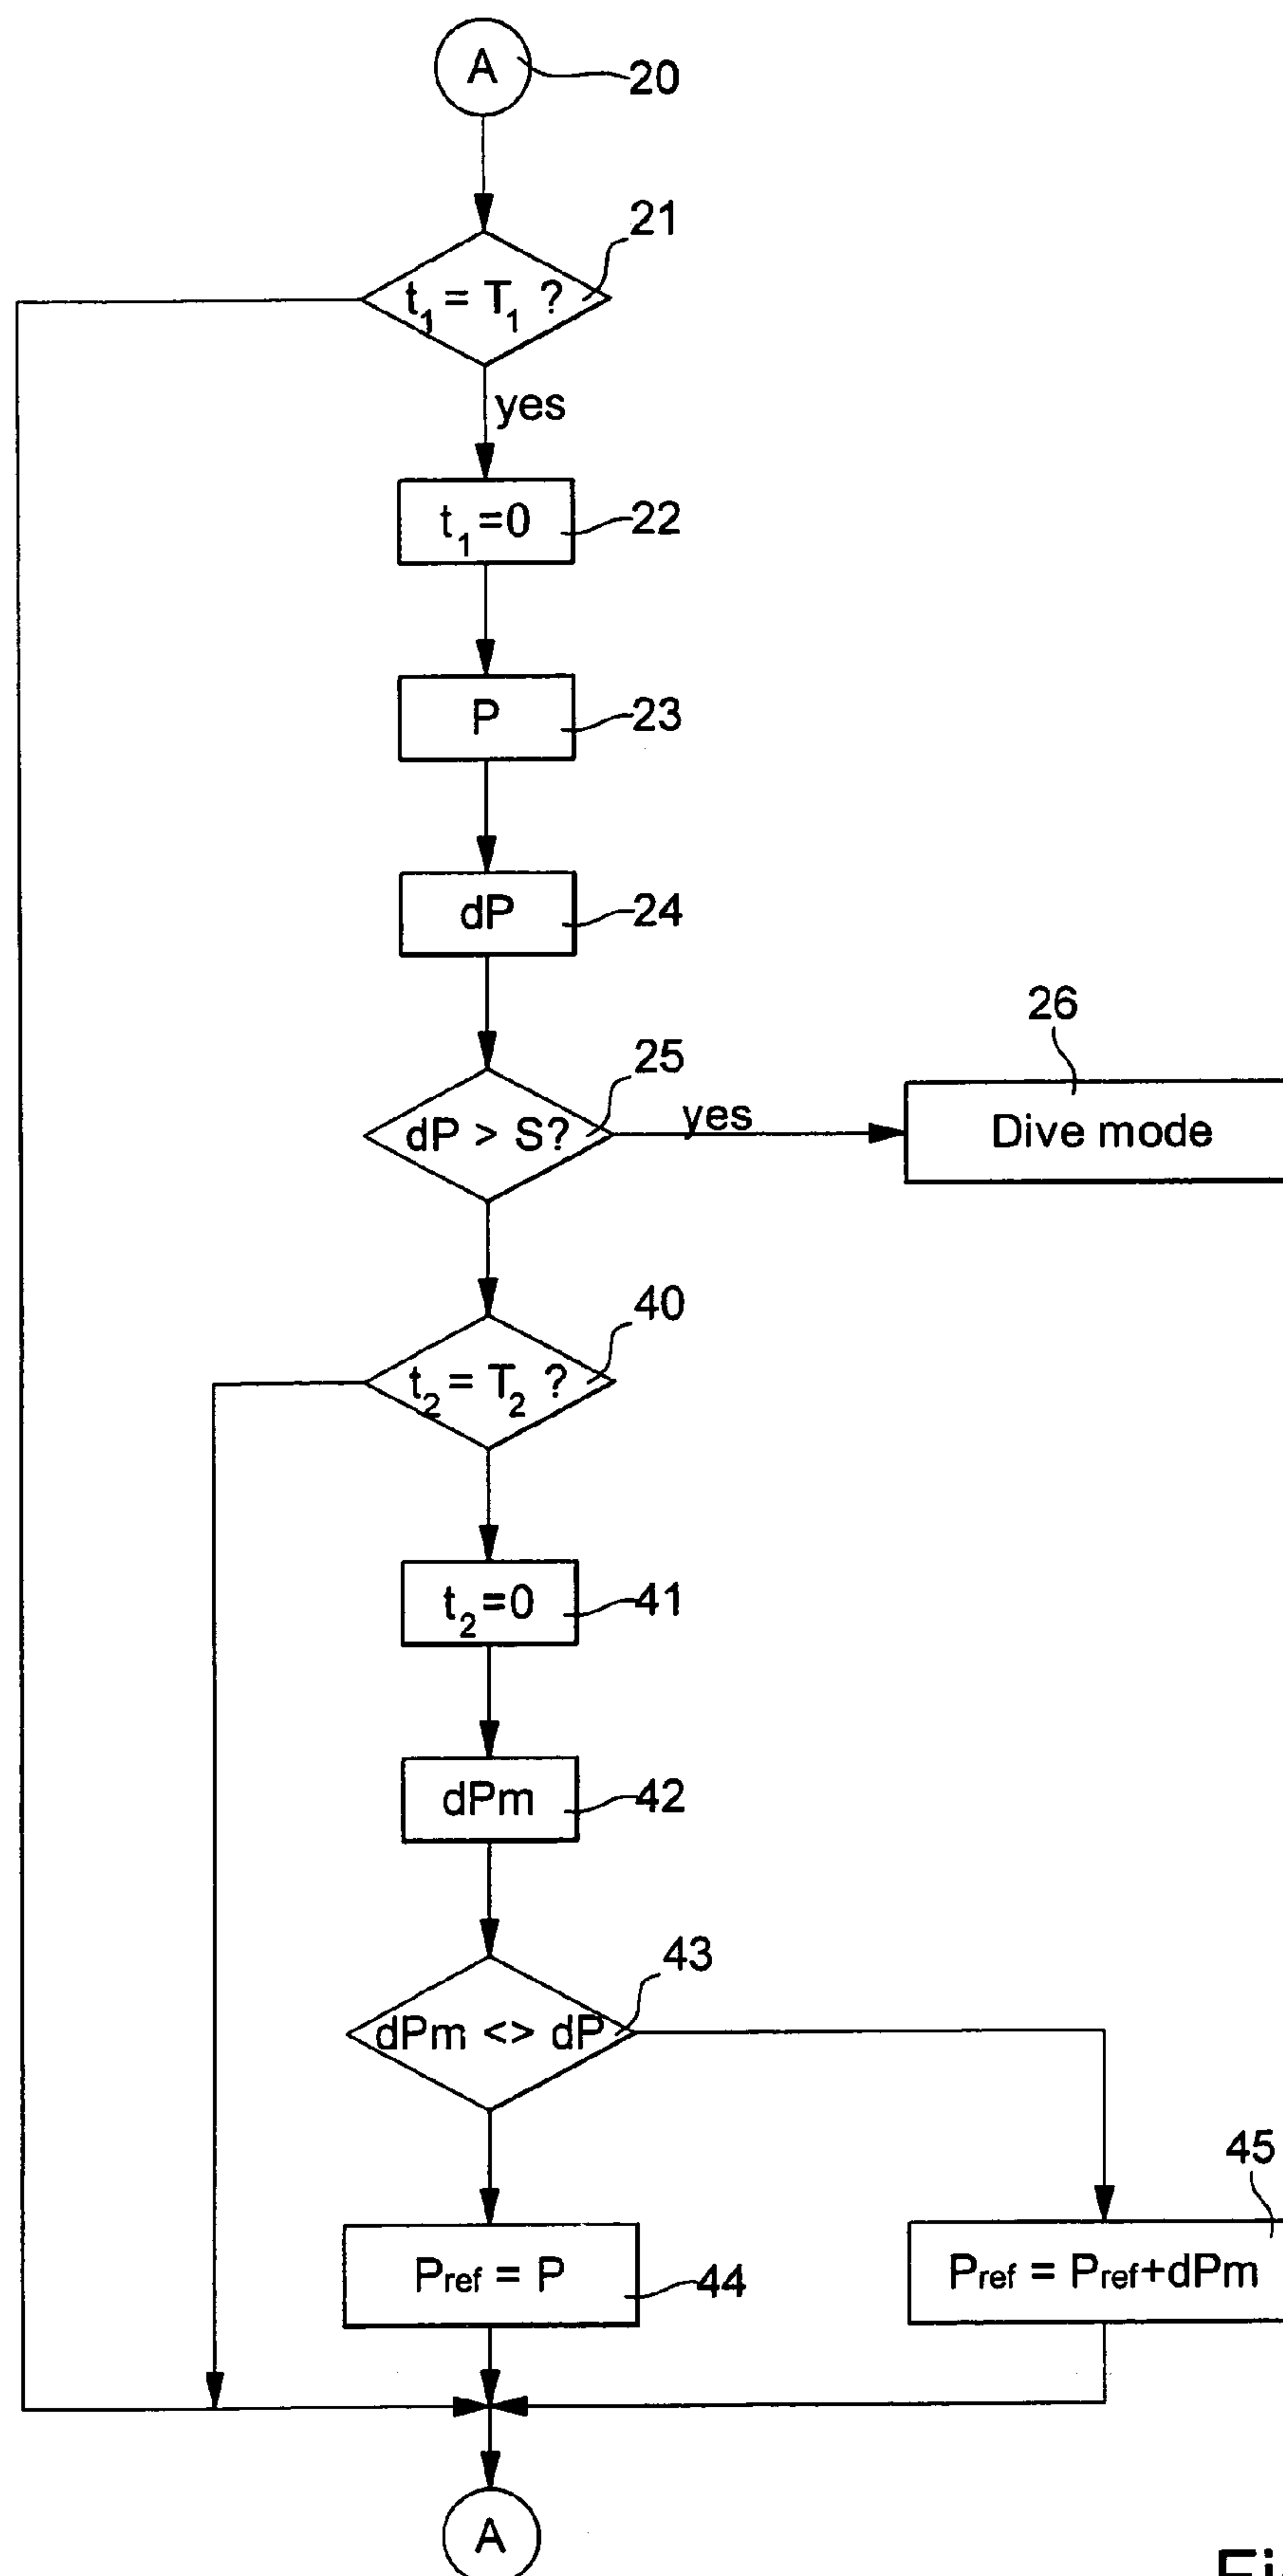 A
20
21
t₁ = T₁ ?
yes
t₁ =0
22
P
23
dP
24
25
dP > S?
yes
26
Dive mode
40
t₂ = T₂ ?
t₂ =0
41
dPm
42
43
dPm <> dP
45
Pref = P
44
Pref = Pref+dPm
A